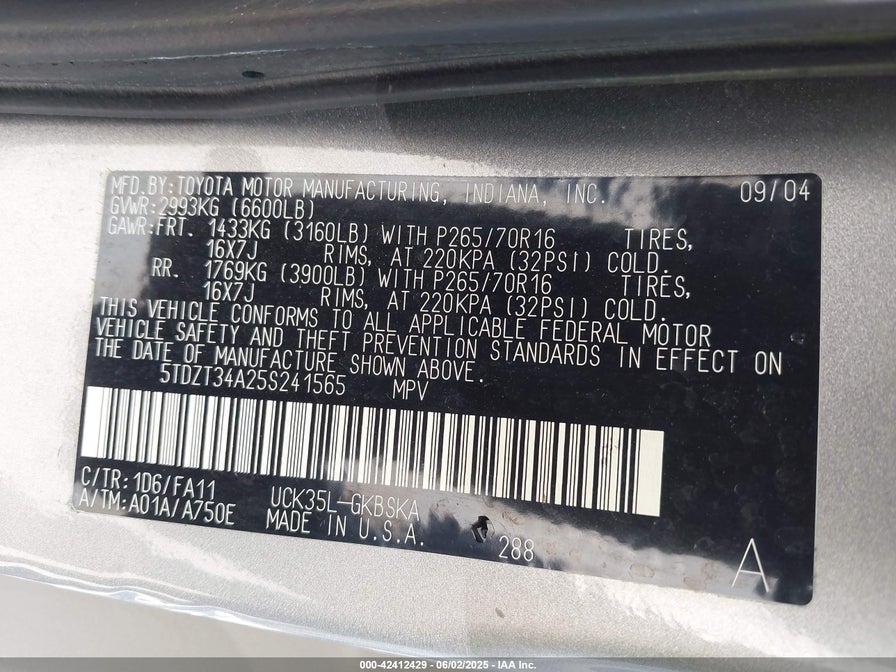 MFD.BY:TOYOTA MOTOR MANUFACTURING, INDIANA, INC. 09/04
GVWR:2993KG (6600LB)
GAWR:FRT. 1433KG (3160LB) WITH P265/70R16 TIRES,
16X7J RIMS, AT 220KPA (32PSI) COLD.
RR. 1769KG (3900LB) WITH P265/70R16 TIRES,
16X7J RIMS, AT 220KPA (32PSI) COLD.
THIS VEHICLE CONFORMS TO ALL APPLICABLE FEDERAL MOTOR
VEHICLE SAFETY AND THEFT PREVENTION STANDARDS IN EFFECT ON
THE DATE OF MANUFACTURE SHOWN ABOVE.
5TDZT34A25S241565 MPV
C/TR:1D6/FA11 UCK35L-GKBSKA
A/TM:A01A/A750E MADE IN U.S.A. 288
A
000-42412429 - 06/02/2025 - IAA Inc.